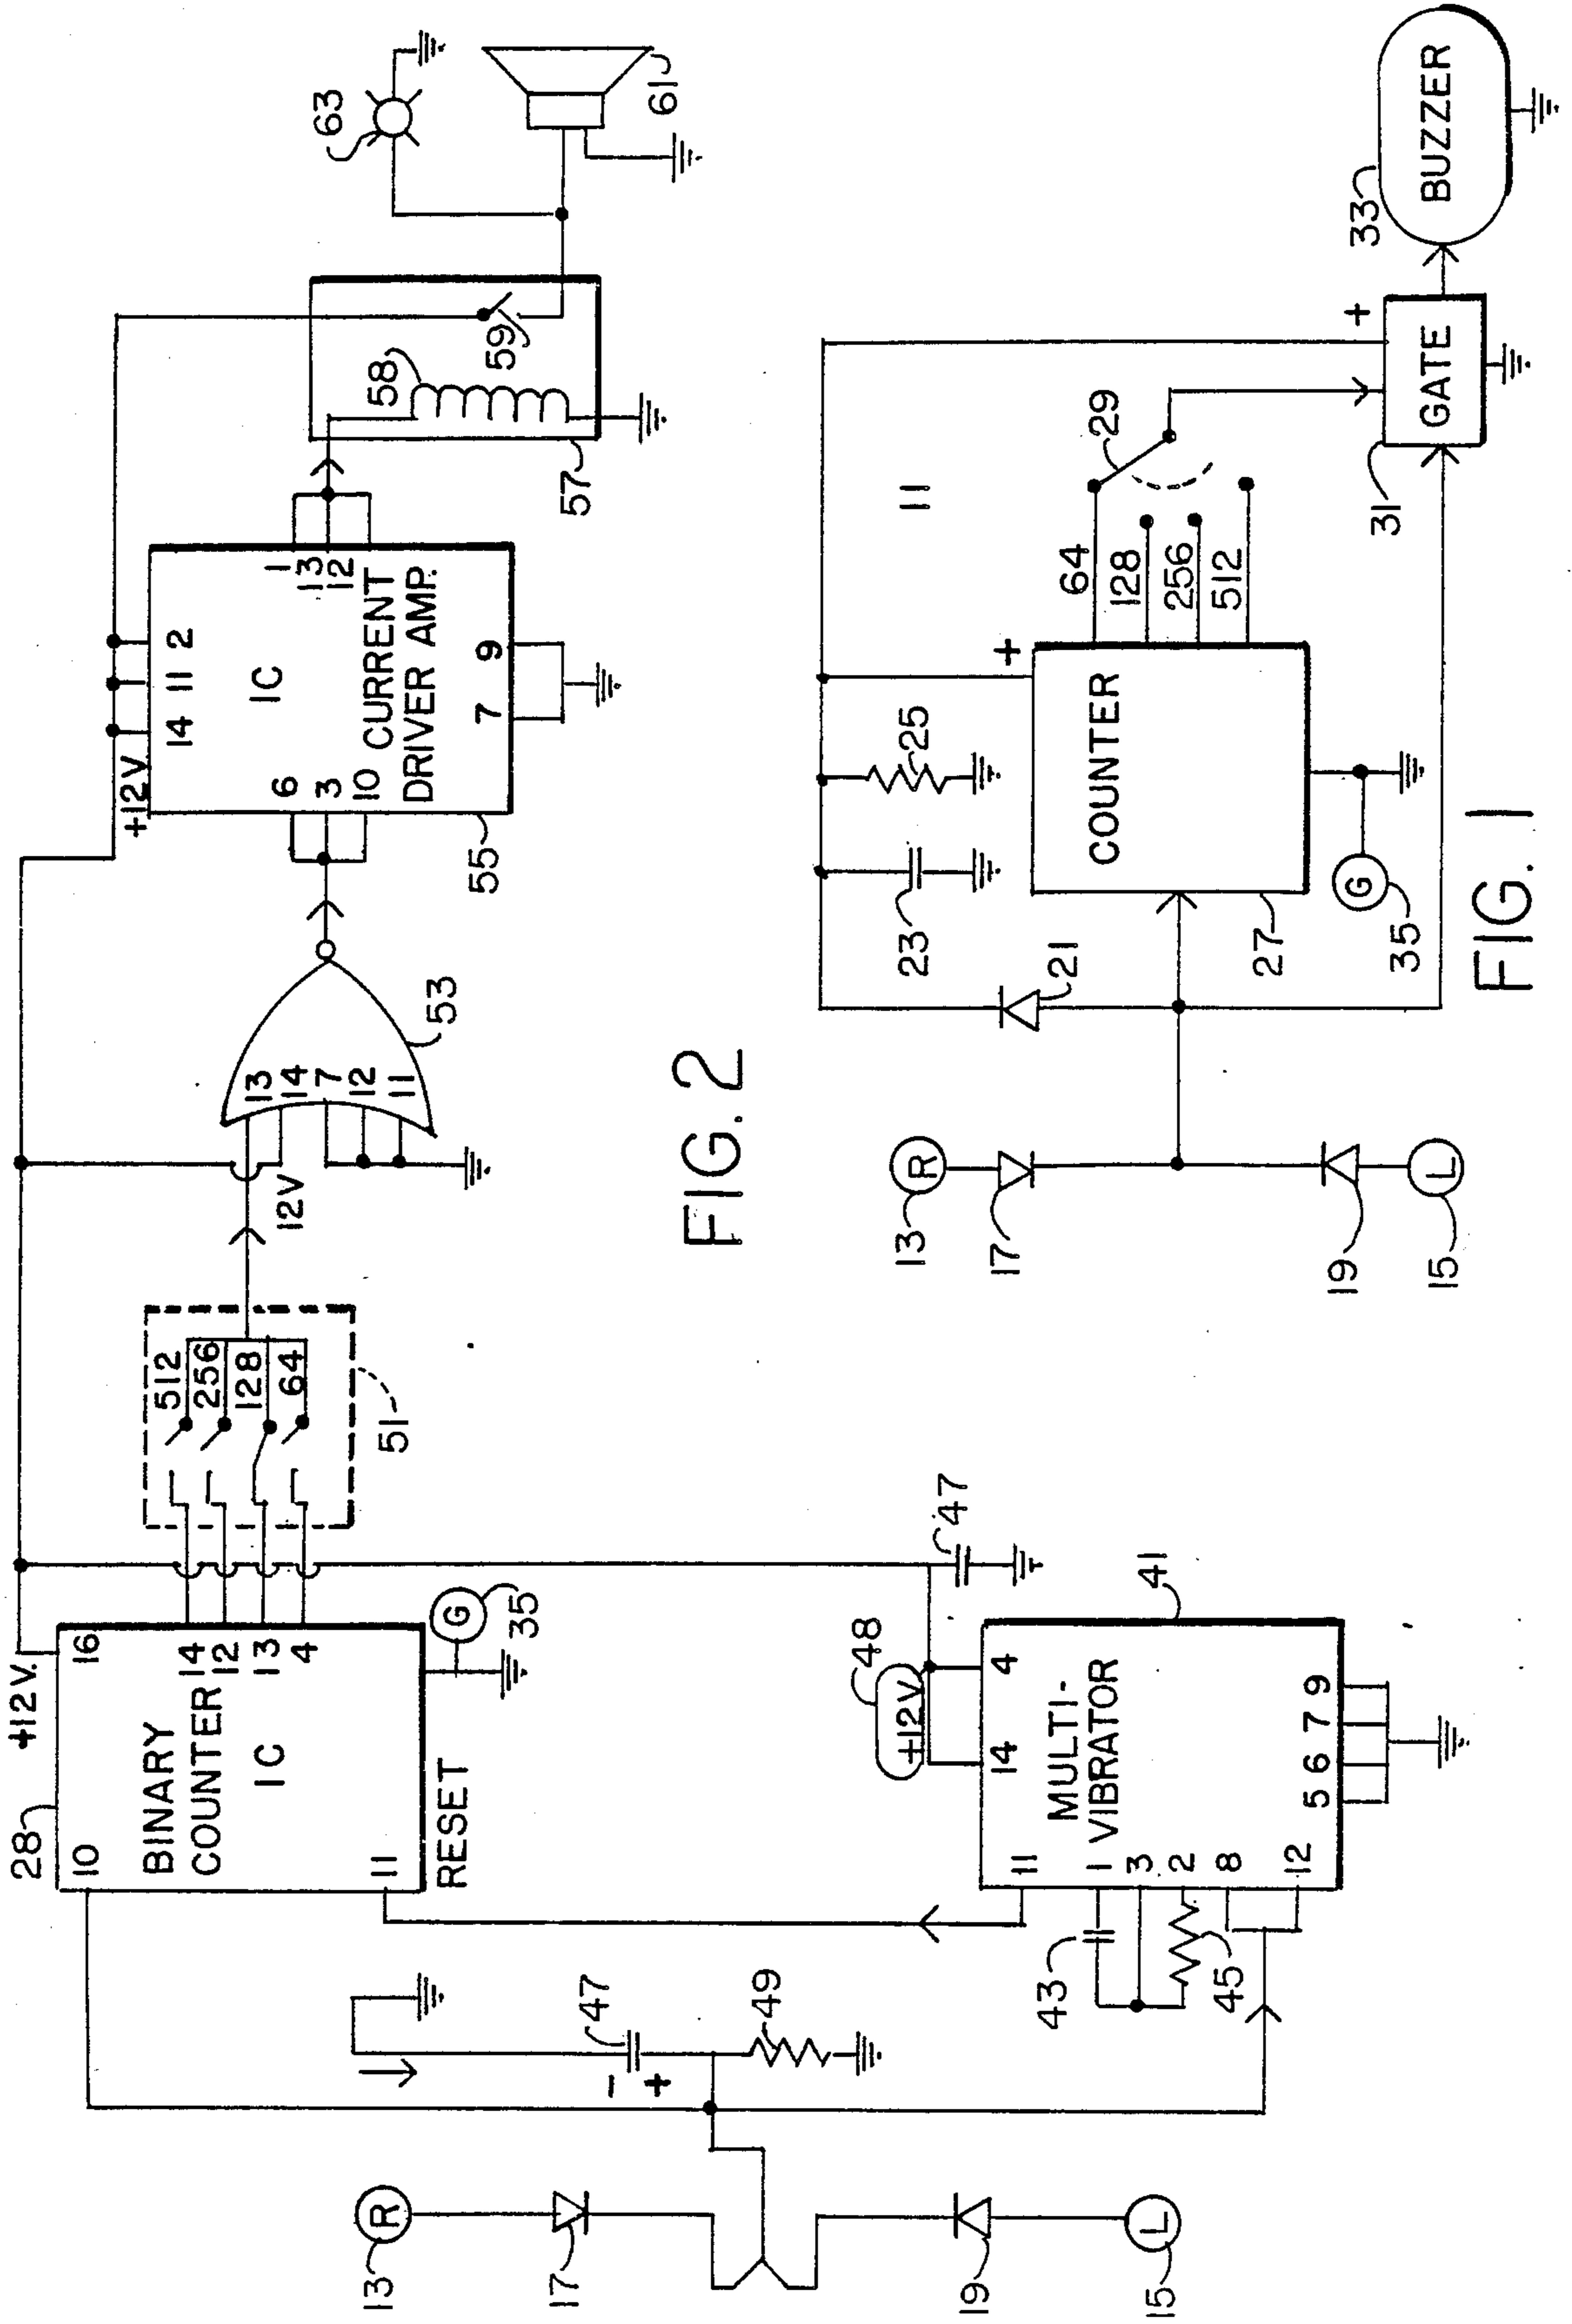 FIG. 2
13
R
17
19
15
L
28
+12V.
10
16
BINARY
COUNTER
IC
14
12
13
4
11
RESET
G
35
- +
47
49
51
512
256
128
64
12V
13
14
7
12
11
53
+12V
14 11 2
IC
CURRENT
DRIVER AMP.
6
3
10
1
13
12
7 9
55
57
58
59
63
61
48
+12V
47
14 4
41
MULTI-
VIBRATOR
11
1
3
2
8
12
5 6 7 9
43
45
FIG. 1
11
13
R
17
19
15
L
21
23
25
27
COUNTER
+
64
128
256
512
29
G
35
31
GATE
+
33
BUZZER